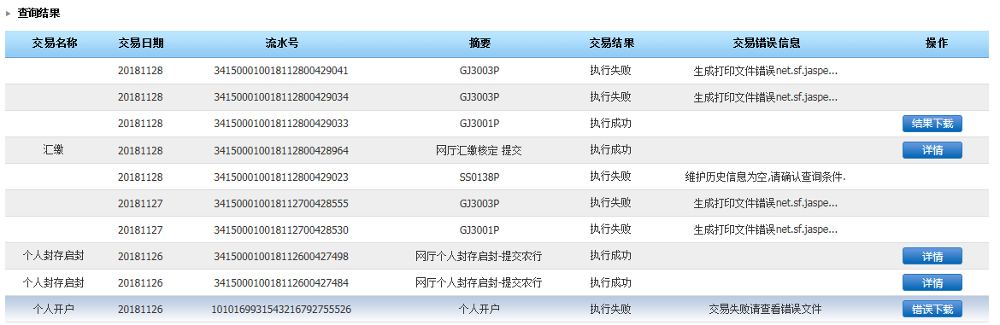 查询结果
交易名称 交易日期 流水号 摘要 交易结果 交易错误信息 操作
20181128 341500010018112800429041 GJ3003P 执行失败 生成打印文件错误net.sf.jaspe...
20181128 341500010018112800429034 GJ3003P 执行失败 生成打印文件错误net.sf.jaspe...
20181128 341500010018112800429033 GJ3001P 执行成功 结果下载
汇缴 20181128 341500010018112800428964 网厅汇缴核定 提交 执行成功 详情
20181128 341500010018112800429023 SS0138P 执行失败 维护历史信息为空,请确认查询条件.
20181127 341500010018112700428555 GJ3003P 执行失败 生成打印文件错误net.sf.jaspe...
20181127 341500010018112700428530 GJ3001P 执行失败 生成打印文件错误net.sf.jaspe...
个人封存启封 20181126 341500010018112600427498 网厅个人封存启封-提交农行 执行成功 详情
个人封存启封 20181126 341500010018112600427484 网厅个人封存启封-提交农行 执行成功 详情
个人开户 20181126 1010169931543216792755526 个人开户 执行失败 交易失败请查看错误文件 错误下载